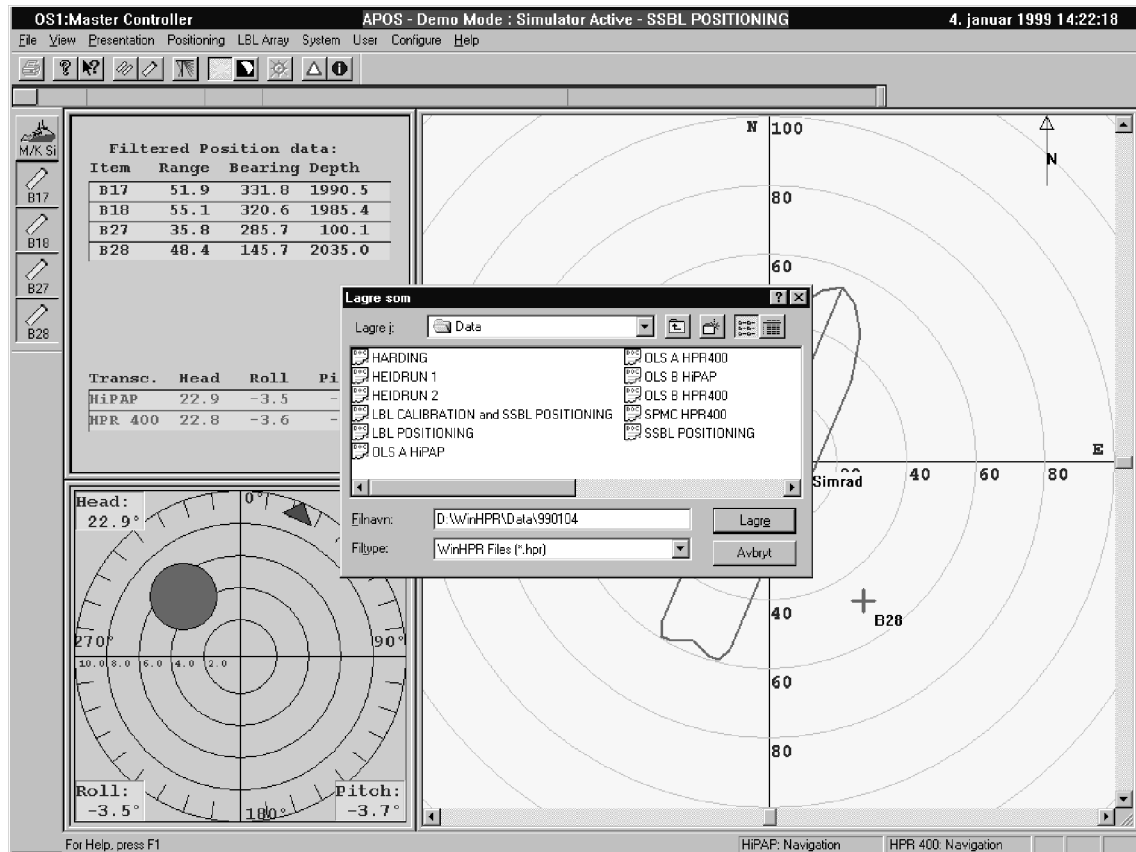 OS1:Master Controller APOS - Demo Mode : Simulator Active - SSBL POSITIONING 4. januar 1999 14:22:18
File View Presentation Positioning LBL Array System User Configure Help
M/K Si
B17
B18
B27
B28
Filtered Position data:
Item Range Bearing Depth
B17 51.9 331.8 1990.5
B18 55.1 320.6 1985.4
B27 35.8 285.7 100.1
B28 48.4 145.7 2035.0
Transc. Head Roll Pi
HiPAP 22.9 -3.5 -
HPR 400 22.8 -3.6 -
N 100
N
80
60
E
Simrad 40 60 80
40
B28
60
80
Lagre som
Lagre i: Data
HARDING
HEIDRUN 1
HEIDRUN 2
LBL CALIBRATION and SSBL POSITIONING
LBL POSITIONING
OLS A HiPAP
OLS A HPR400
OLS B HiPAP
OLS B HPR400
SPMC HPR400
SSBL POSITIONING
Filnavn: D:\WinHPR\Data\990104 Lagre
Filtype: WinHPR Files (*.hpr) Avbryt
Head: 0°
22.9°
270° 90°
10.0 8.0 6.0 4.0 2.0
Roll: Pitch:
-3.5° 180° -3.7°
For Help, press F1 HiPAP: Navigation HPR 400: Navigation